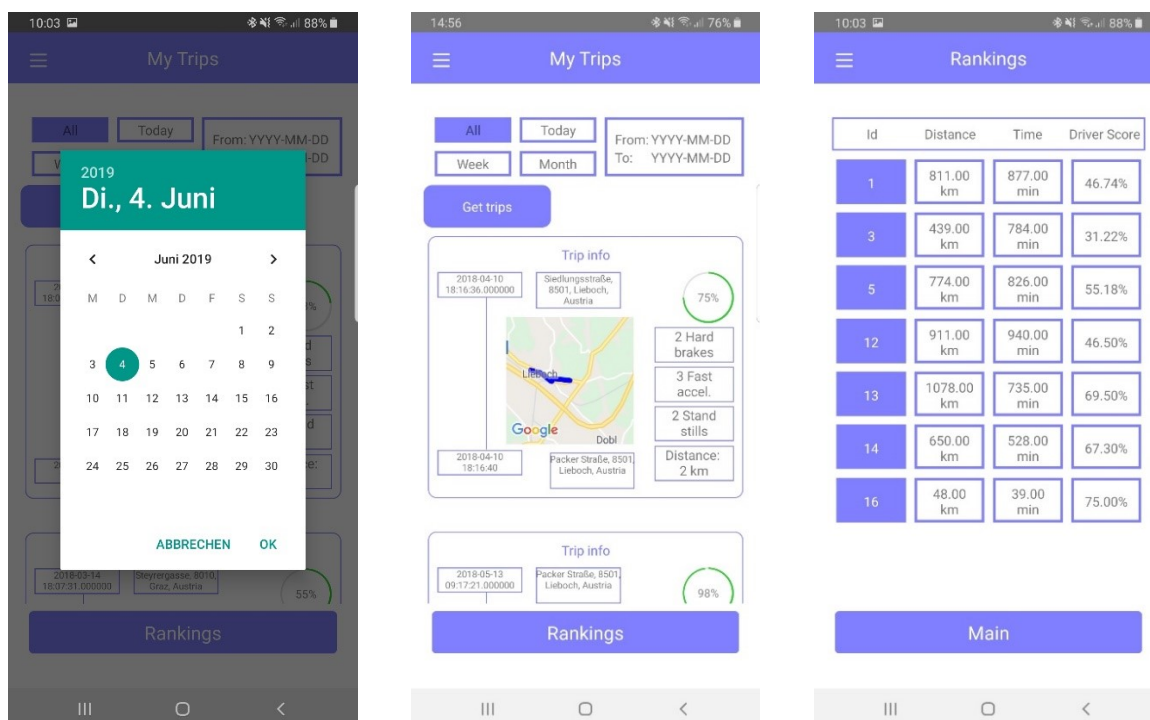 10:03
88%
My Trips
All
Today
From: YYYY-MM-DD
2019
Di., 4. Juni
Juni 2019
M D M D F S S
1 2
3 4 5 6 7 8 9
10 11 12 13 14 15 16
17 18 19 20 21 22 23
24 25 26 27 28 29 30
ABBRECHEN OK
2018-03-14
18:07:31.000000
Steyrergasse, 8010,
Graz, Austria
55%
Rankings
14:56
76%
My Trips
All
Today
Week
Month
From: YYYY-MM-DD
To: YYYY-MM-DD
Get trips
Trip info
2018-04-10
18:16:36.000000
Siedlungsstraße,
8501, Lieboch,
Austria
75%
2 Hard
brakes
3 Fast
accel.
2 Stand
stills
Distance:
2 km
Lieboch
Google
Dobl
2018-04-10
18:16:40
Packer Straße, 8501,
Lieboch, Austria
Trip info
2018-05-13
09:17:21.000000
Packer Straße, 8501,
Lieboch, Austria
98%
Rankings
10:03
88%
Rankings
Id Distance Time Driver Score
1 811.00 km 877.00 min 46.74%
3 439.00 km 784.00 min 31.22%
5 774.00 km 826.00 min 55.18%
12 911.00 km 940.00 min 46.50%
13 1078.00 km 735.00 min 69.50%
14 650.00 km 528.00 min 67.30%
16 48.00 km 39.00 min 75.00%
Main